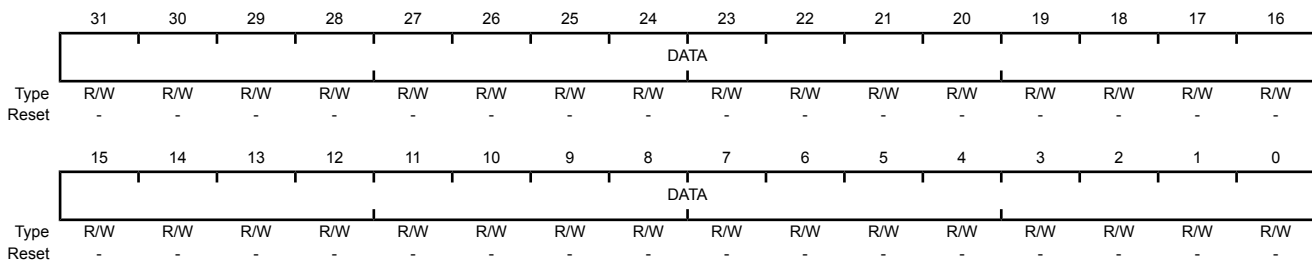 31 30 29 28 27 26 25 24 23 22 21 20 19 18 17 16
DATA
Type R/W R/W R/W R/W R/W R/W R/W R/W R/W R/W R/W R/W R/W R/W R/W R/W
Reset - - - - - - - - - - - - - - - -
15 14 13 12 11 10 9 8 7 6 5 4 3 2 1 0
DATA
Type R/W R/W R/W R/W R/W R/W R/W R/W R/W R/W R/W R/W R/W R/W R/W R/W
Reset - - - - - - - - - - - - - - - -